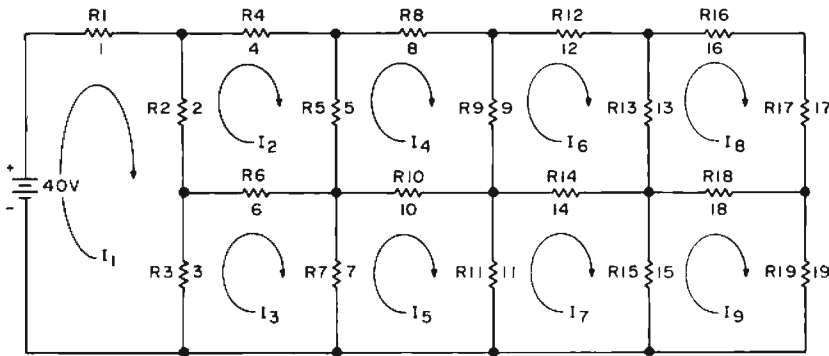 R1 R4 R8 R12 R16
1 4 8 12 16
R2 2 R5 5 R9 9 R13 13 R17 17
I2 I4 I6 I8
+
40V
-
R6 R10 R14 R18
6 10 14 18
I1
R3 3 R7 7 R11 11 R15 15 R19 19
I3 I5 I7 I9